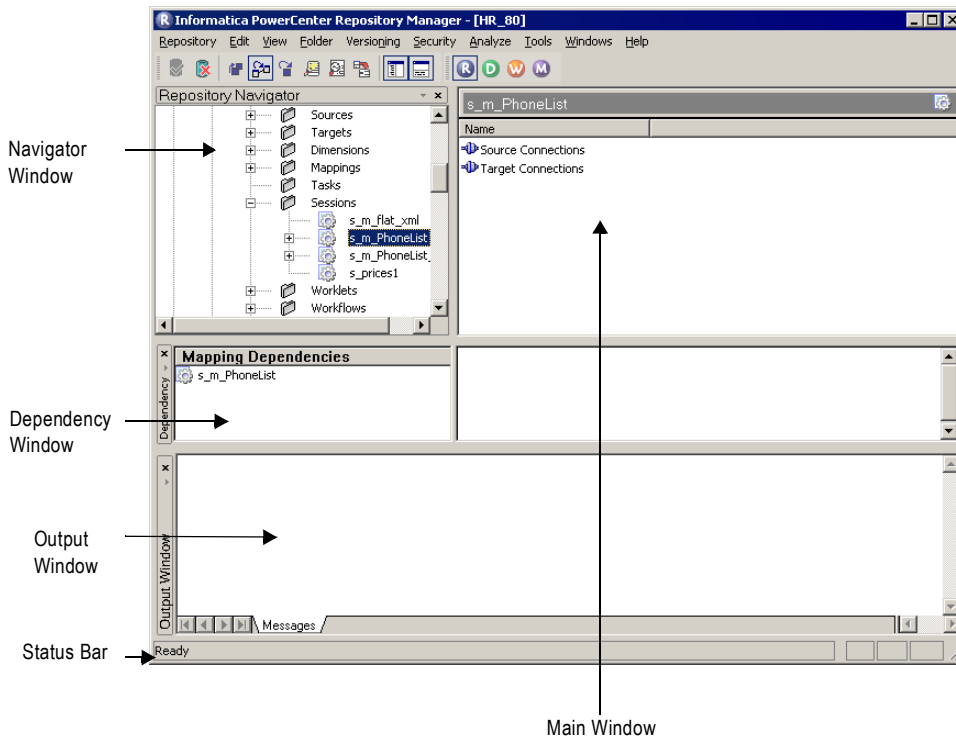 R Informatica PowerCenter Repository Manager - [HR_80]
Repository Edit View Folder Versioning Security Analyze Tools Windows Help
R D W M
Repository Navigator
Sources
Targets
Dimensions
Mappings
Tasks
Sessions
s_m_flat_xml
s_m_PhoneList
s_m_PhoneList_
s_prices1
Worklets
Workflows
s_m_PhoneList
Name
Source Connections
Target Connections
Navigator
Window
Dependency
Mapping Dependencies
s_m_PhoneList
Dependency
Window
Output Window
Output
Window
Messages
Status Bar
Ready
Main Window